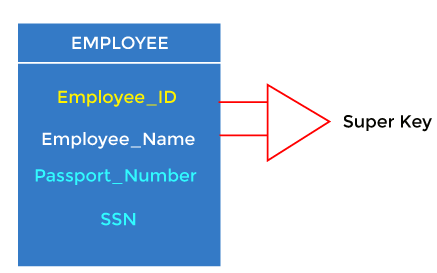 EMPLOYEE
Employee_ID
Employee_Name
Super Key
Passport_Number
SSN